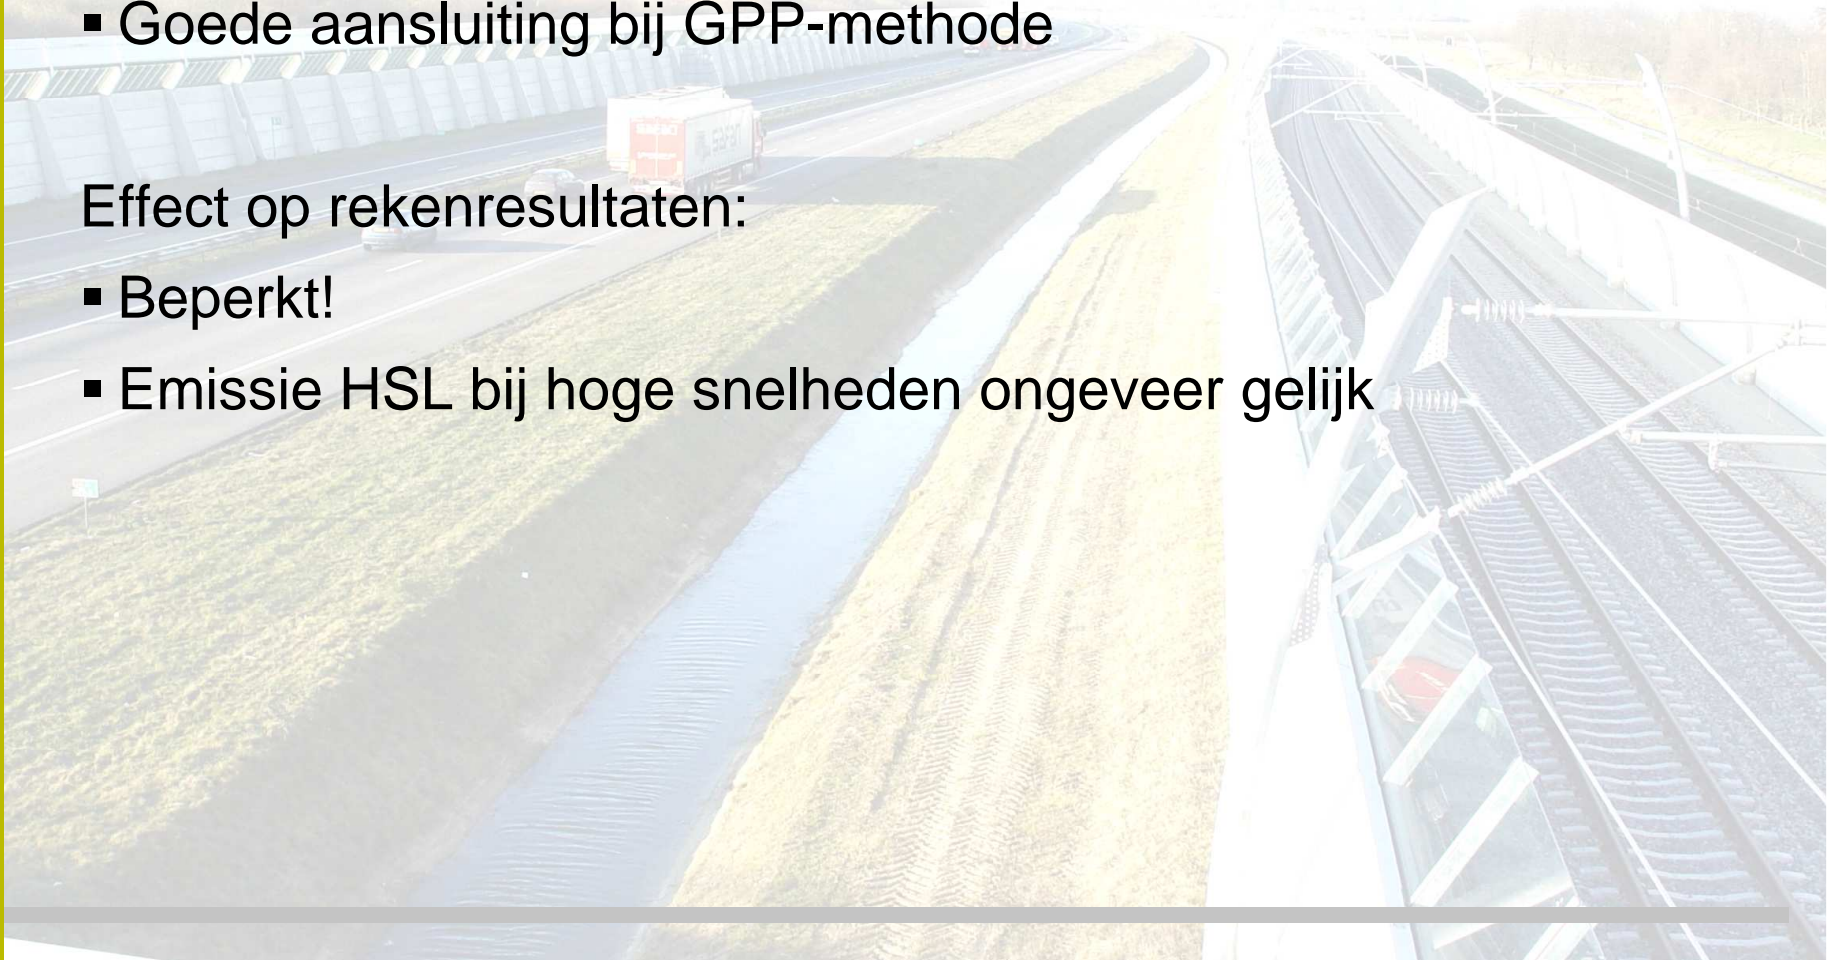 ▪ Goede aansluiting bij GPP-methode
Effect op rekenresultaten:
▪ Beperkt!
▪ Emissie HSL bij hoge snelheden ongeveer gelijk